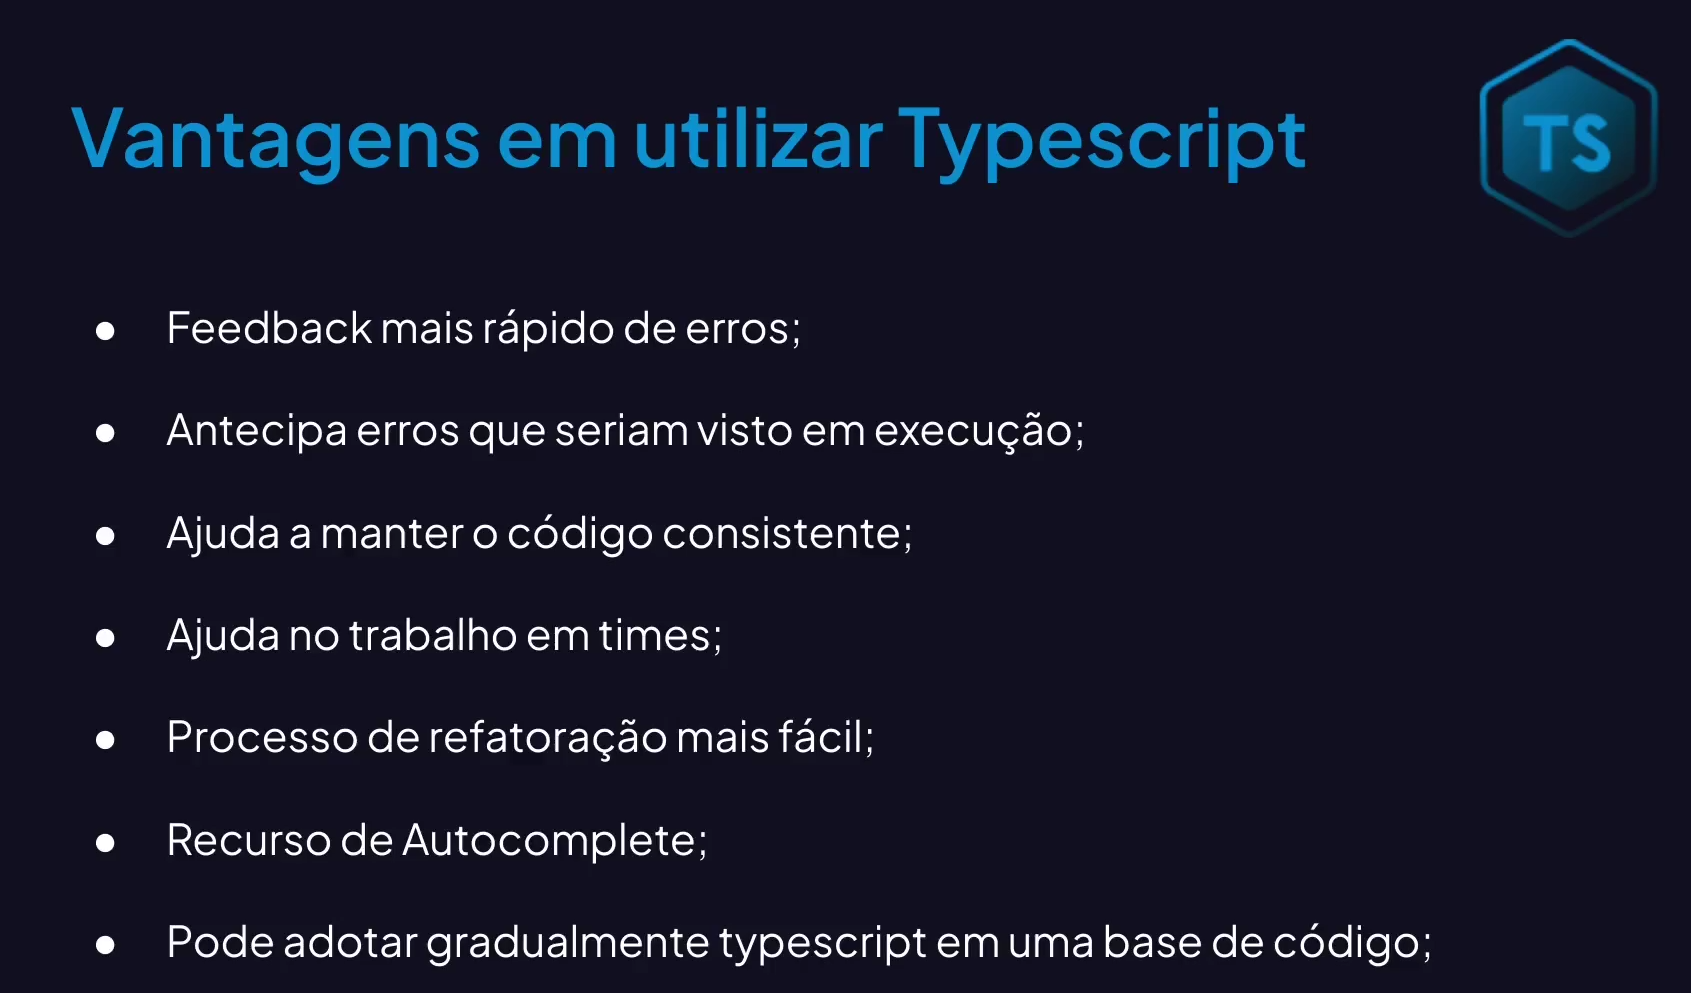 Vantagens em utilizar Typescript
TS
● Feedback mais rápido de erros;
● Antecipa erros que seriam visto em execução;
● Ajuda a manter o código consistente;
● Ajuda no trabalho em times;
● Processo de refatoração mais fácil;
● Recurso de Autocomplete;
● Pode adotar gradualmente typescript em uma base de código;